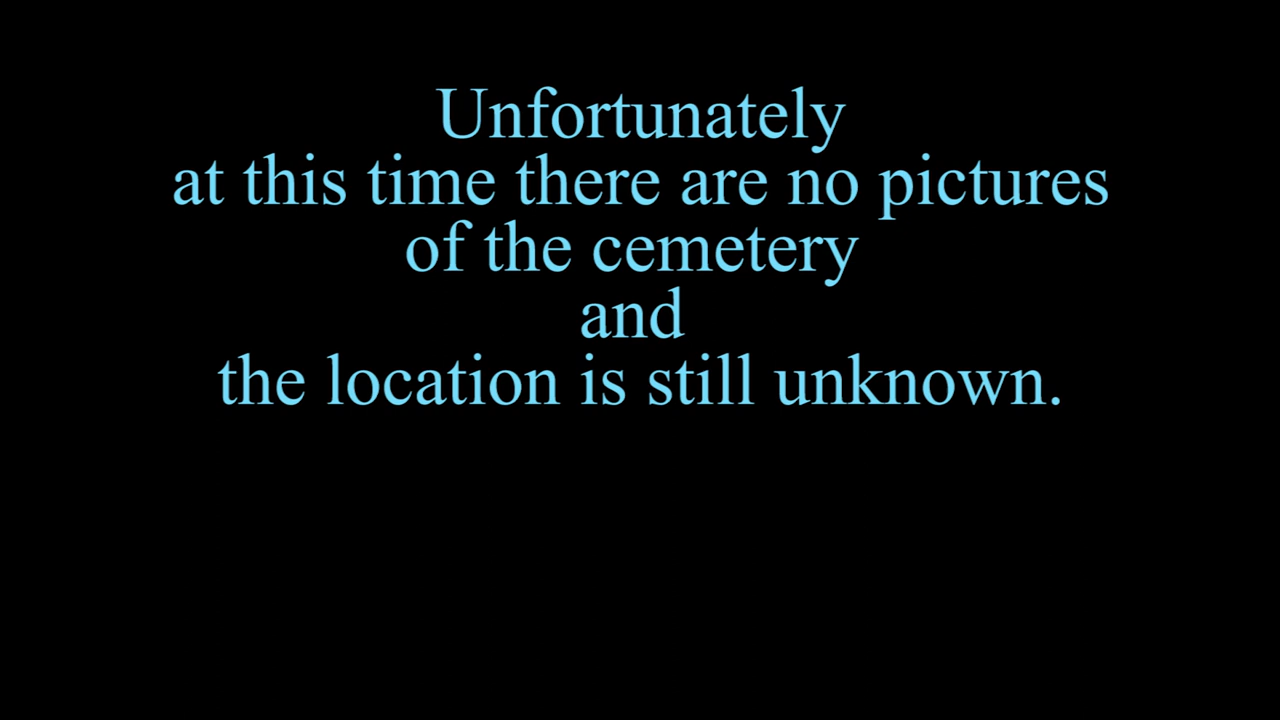 Unfortunately
at this time there are no pictures
of the cemetery
and
the location is still unknown.